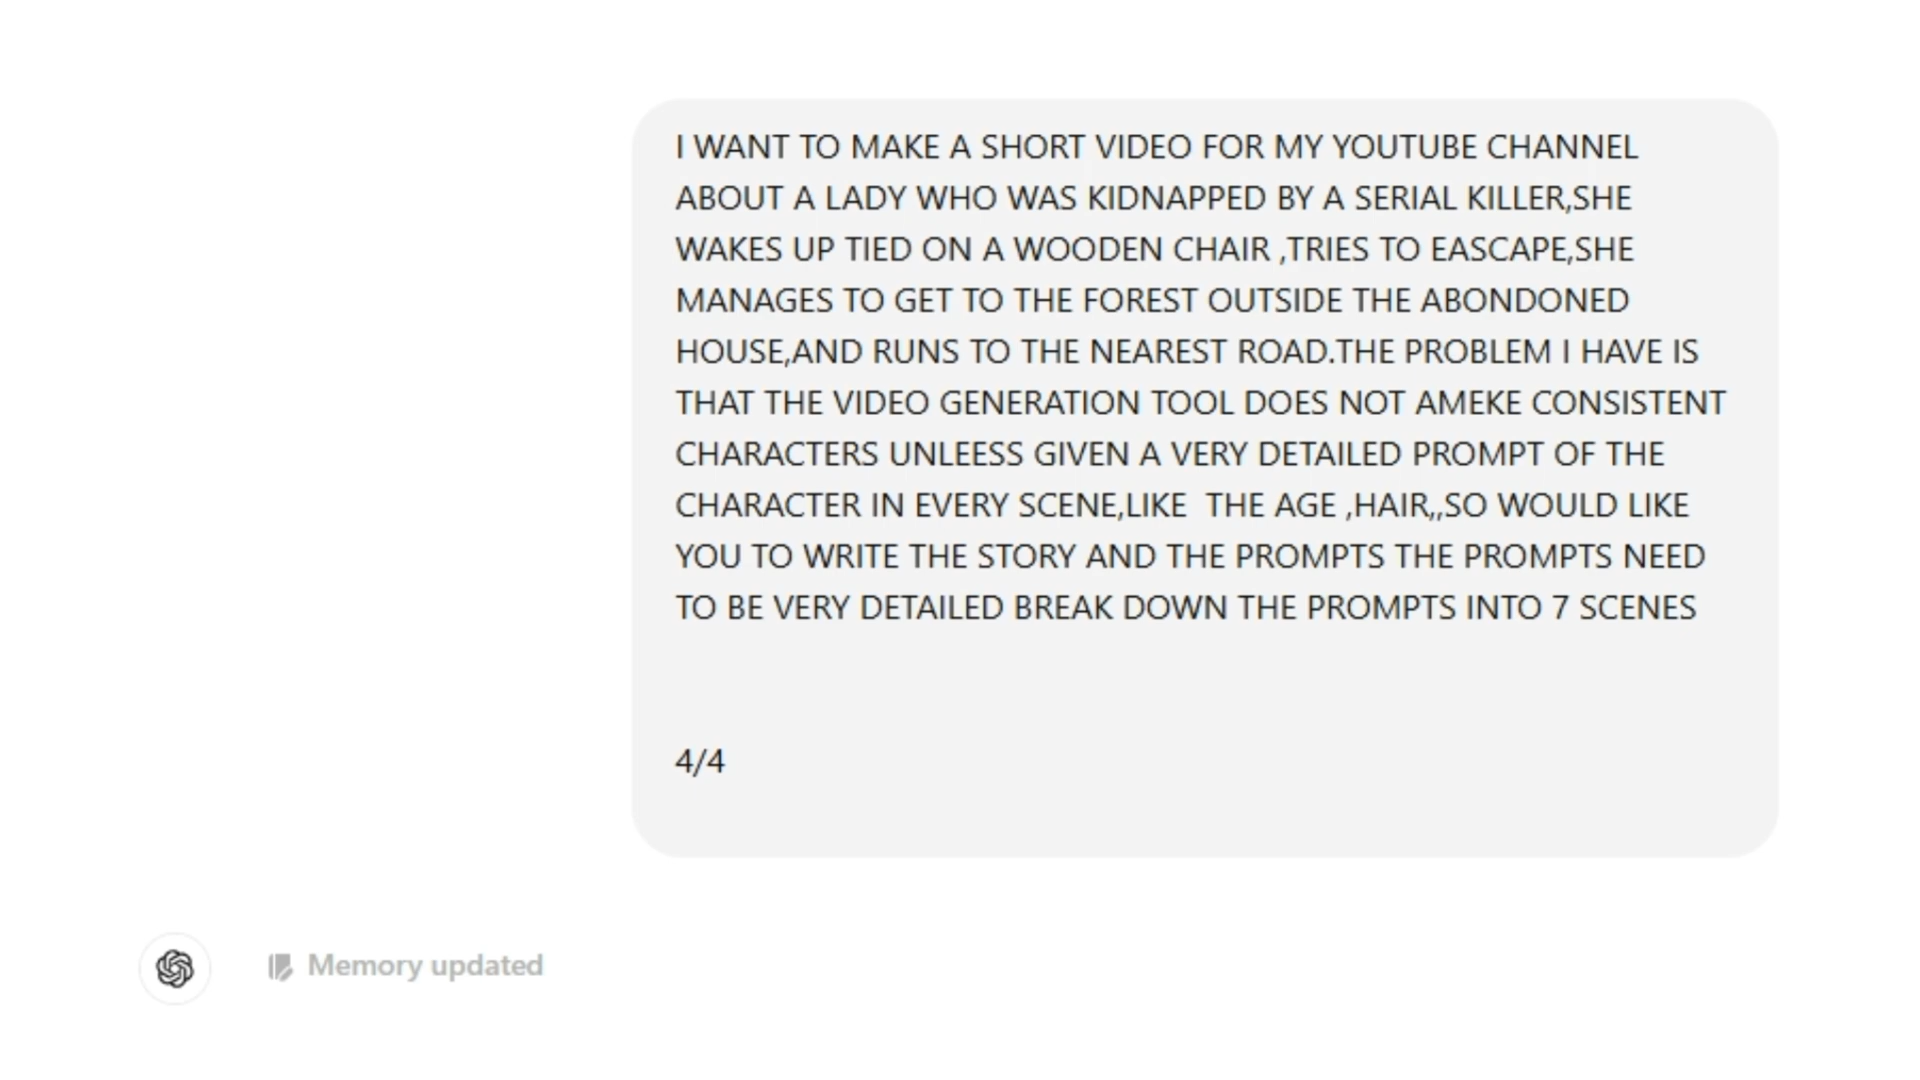 I WANT TO MAKE A SHORT VIDEO FOR MY YOUTUBE CHANNEL
ABOUT A LADY WHO WAS KIDNAPPED BY A SERIAL KILLER,SHE
WAKES UP TIED ON A WOODEN CHAIR ,TRIES TO EASCAPE,SHE
MANAGES TO GET TO THE FOREST OUTSIDE THE ABONDONED
HOUSE,AND RUNS TO THE NEAREST ROAD.THE PROBLEM I HAVE IS
THAT THE VIDEO GENERATION TOOL DOES NOT AMEKE CONSISTENT
CHARACTERS UNLEESS GIVEN A VERY DETAILED PROMPT OF THE
CHARACTER IN EVERY SCENE,LIKE  THE AGE ,HAIR,,SO WOULD LIKE
YOU TO WRITE THE STORY AND THE PROMPTS THE PROMPTS NEED
TO BE VERY DETAILED BREAK DOWN THE PROMPTS INTO 7 SCENES
4/4
Memory updated